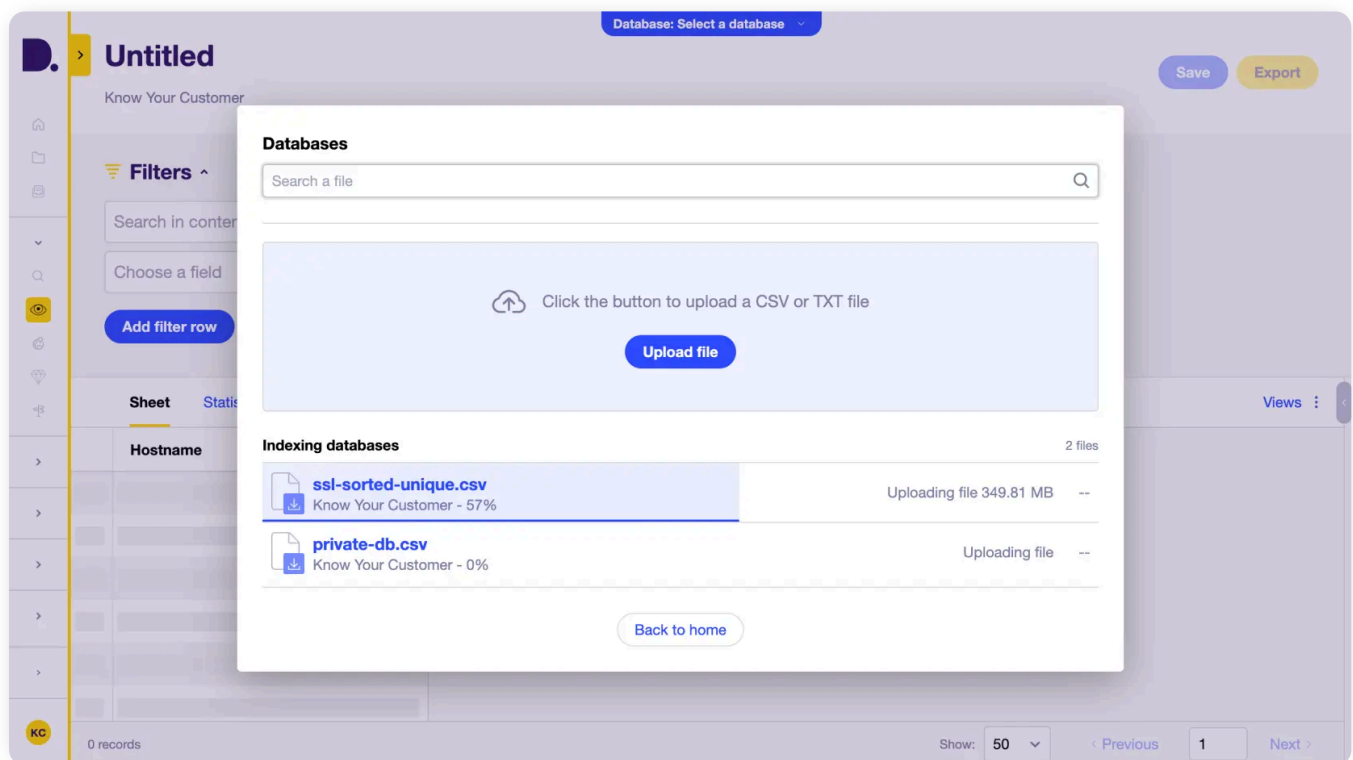 Database: Select a database
D.
Untitled
Know Your Customer
Save
Export
Filters
Search in conten
Choose a field
Add filter row
Databases
Search a file
Click the button to upload a CSV or TXT file
Upload file
Sheet
Statis
Views
Hostname
Indexing databases
2 files
ssl-sorted-unique.csv
Know Your Customer - 57%
Uploading file 349.81 MB --
private-db.csv
Know Your Customer - 0%
Uploading file --
Back to home
KC
0 records
Show: 50
Previous
1
Next